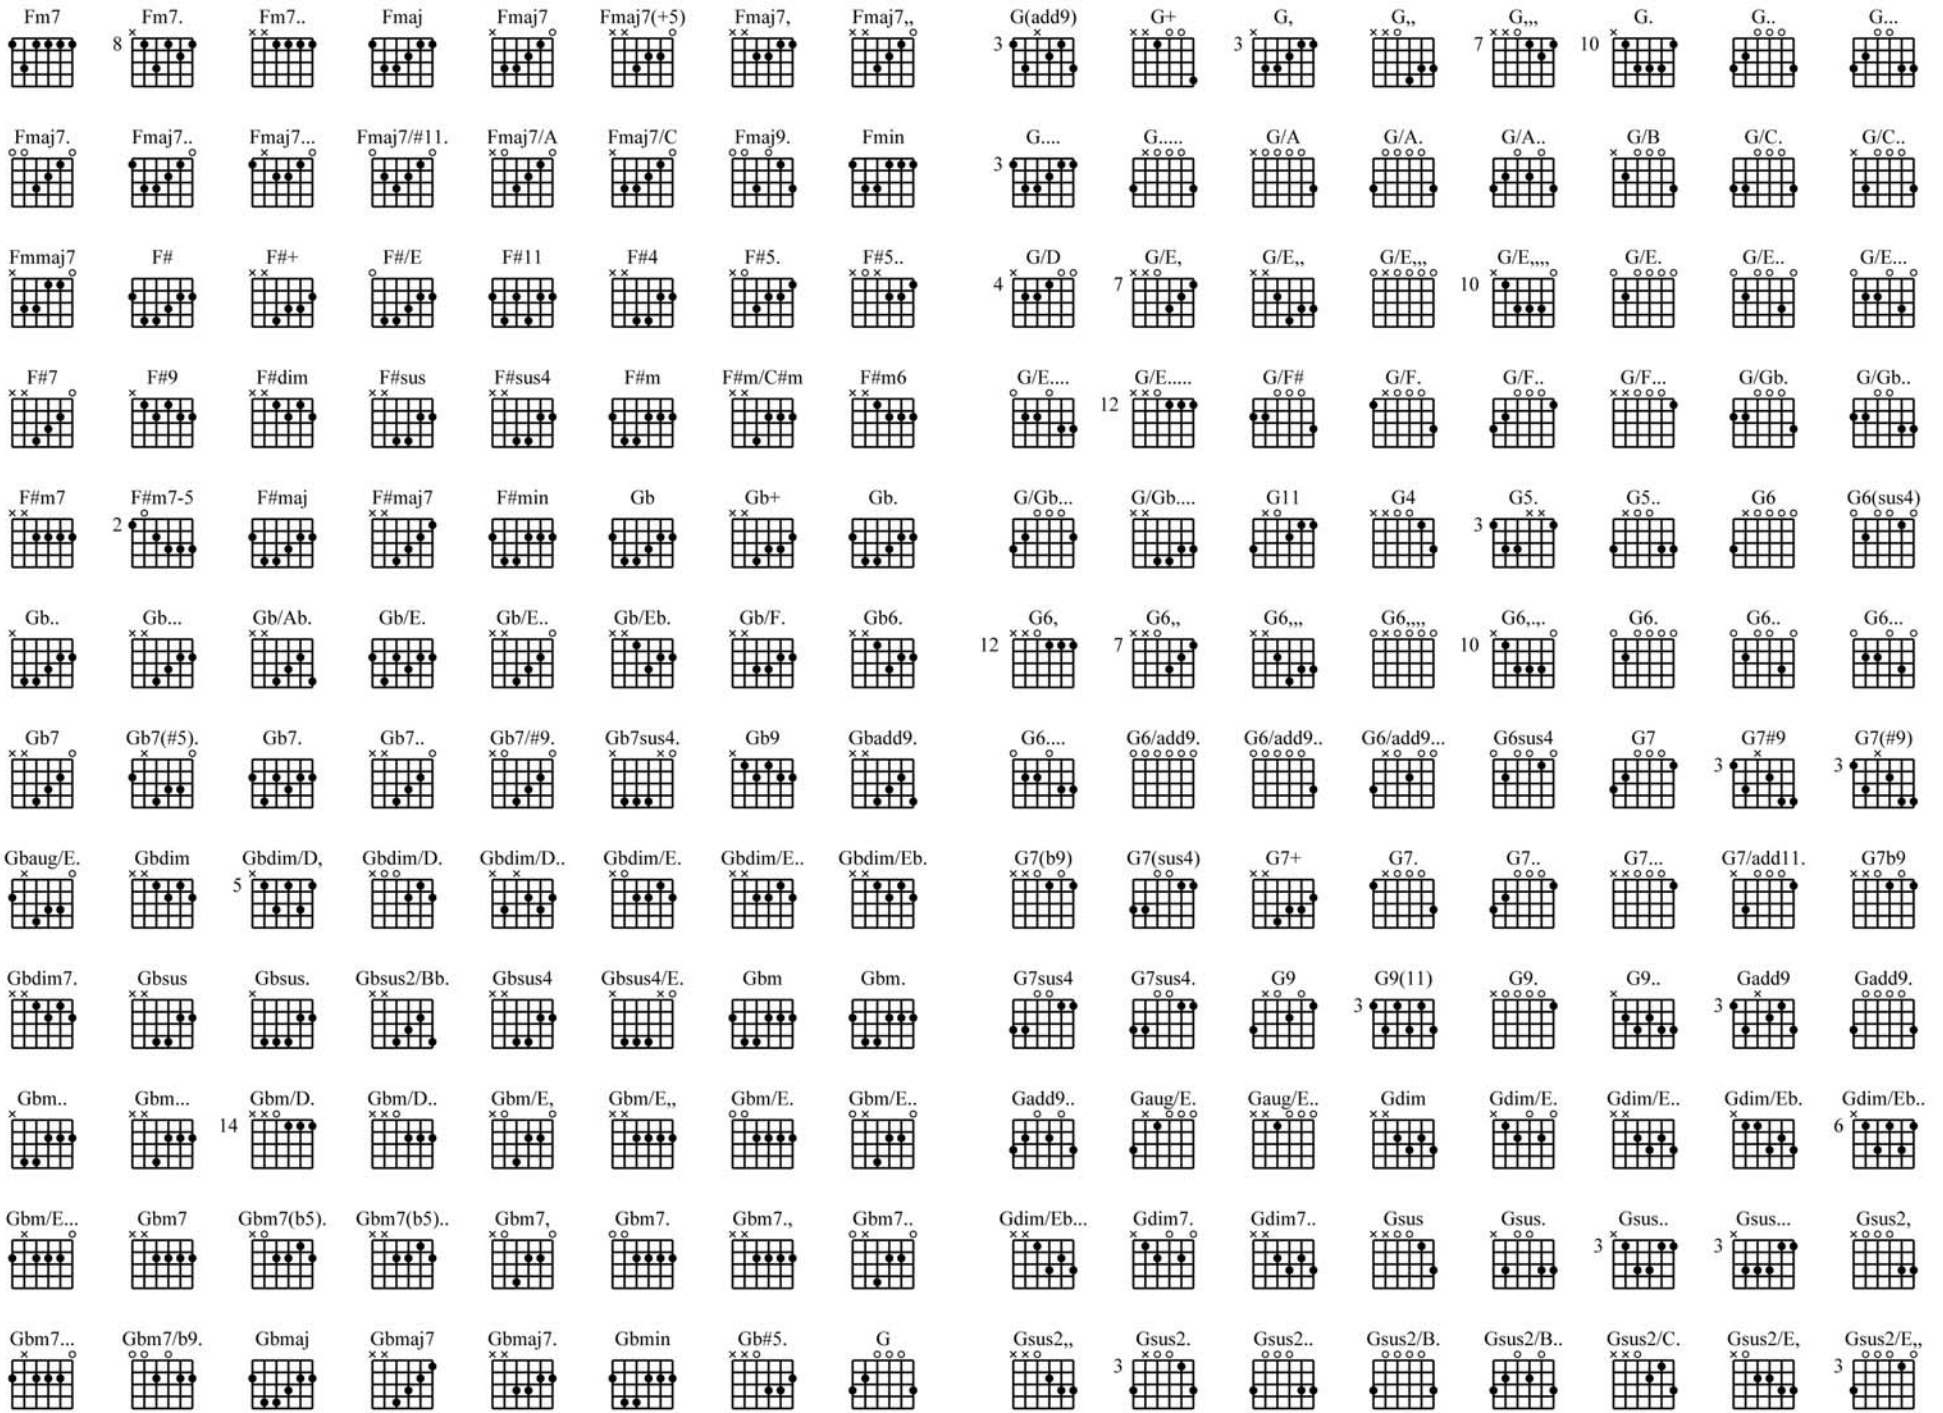 Fm7 Fm7. Fm7.. Fmaj Fmaj7 Fmaj7(+5) Fmaj7, Fmaj7,, G(add9) G+ G, G,, G,,, G. G.. G...
8 3 3 7 10
Fmaj7. Fmaj7.. Fmaj7... Fmaj7/#11. Fmaj7/A Fmaj7/C Fmaj9. Fmin G.... G..... G/A G/A. G/A.. G/B G/C. G/C..
3
Fmmaj7 F# F#+ F#/E F#11 F#4 F#5. F#5.. G/D G/E, G/E,, G/E,,, G/E,,,, G/E. G/E.. G/E...
4 7 10
F#7 F#9 F#dim F#sus F#sus4 F#m F#m/C#m F#m6 G/E.... G/E..... G/F# G/F. G/F.. G/F... G/Gb. G/Gb..
12
F#m7 F#m7-5 F#maj F#maj7 F#min Gb Gb+ Gb. G/Gb... G/Gb.... G11 G4 G5. G5.. G6 G6(sus4)
2 3
Gb.. Gb... Gb/Ab. Gb/E. Gb/E.. Gb/Eb. Gb/F. Gb6. G6, G6,, G6,,, G6,,,, G6,.,. G6. G6.. G6...
12 7 10
Gb7 Gb7(#5). Gb7. Gb7.. Gb7/#9. Gb7sus4. Gb9 Gbadd9. G6.... G6/add9. G6/add9.. G6/add9... G6sus4 G7 G7#9 G7(#9)
3 3
Gbaug/E. Gbdim Gbdim/D, Gbdim/D. Gbdim/D.. Gbdim/E. Gbdim/E.. Gbdim/Eb. G7(b9) G7(sus4) G7+ G7. G7.. G7... G7/add11. G7b9
5
Gbdim7. Gbsus Gbsus. Gbsus2/Bb. Gbsus4 Gbsus4/E. Gbm Gbm. G7sus4 G7sus4. G9 G9(11) G9. G9.. Gadd9 Gadd9.
3 3
Gbm.. Gbm... Gbm/D. Gbm/D.. Gbm/E, Gbm/E,, Gbm/E. Gbm/E.. Gadd9.. Gaug/E. Gaug/E.. Gdim Gdim/E. Gdim/E.. Gdim/Eb. Gdim/Eb..
14 6
Gbm/E... Gbm7 Gbm7(b5). Gbm7(b5).. Gbm7, Gbm7. Gbm7., Gbm7.. Gdim/Eb... Gdim7. Gdim7.. Gsus Gsus. Gsus.. Gsus... Gsus2,
3 3
Gbm7... Gbm7/b9. Gbmaj Gbmaj7 Gbmaj7. Gbmin Gb#5. G Gsus2,, Gsus2. Gsus2.. Gsus2/B. Gsus2/B.. Gsus2/C. Gsus2/E, Gsus2/E,,
3 3